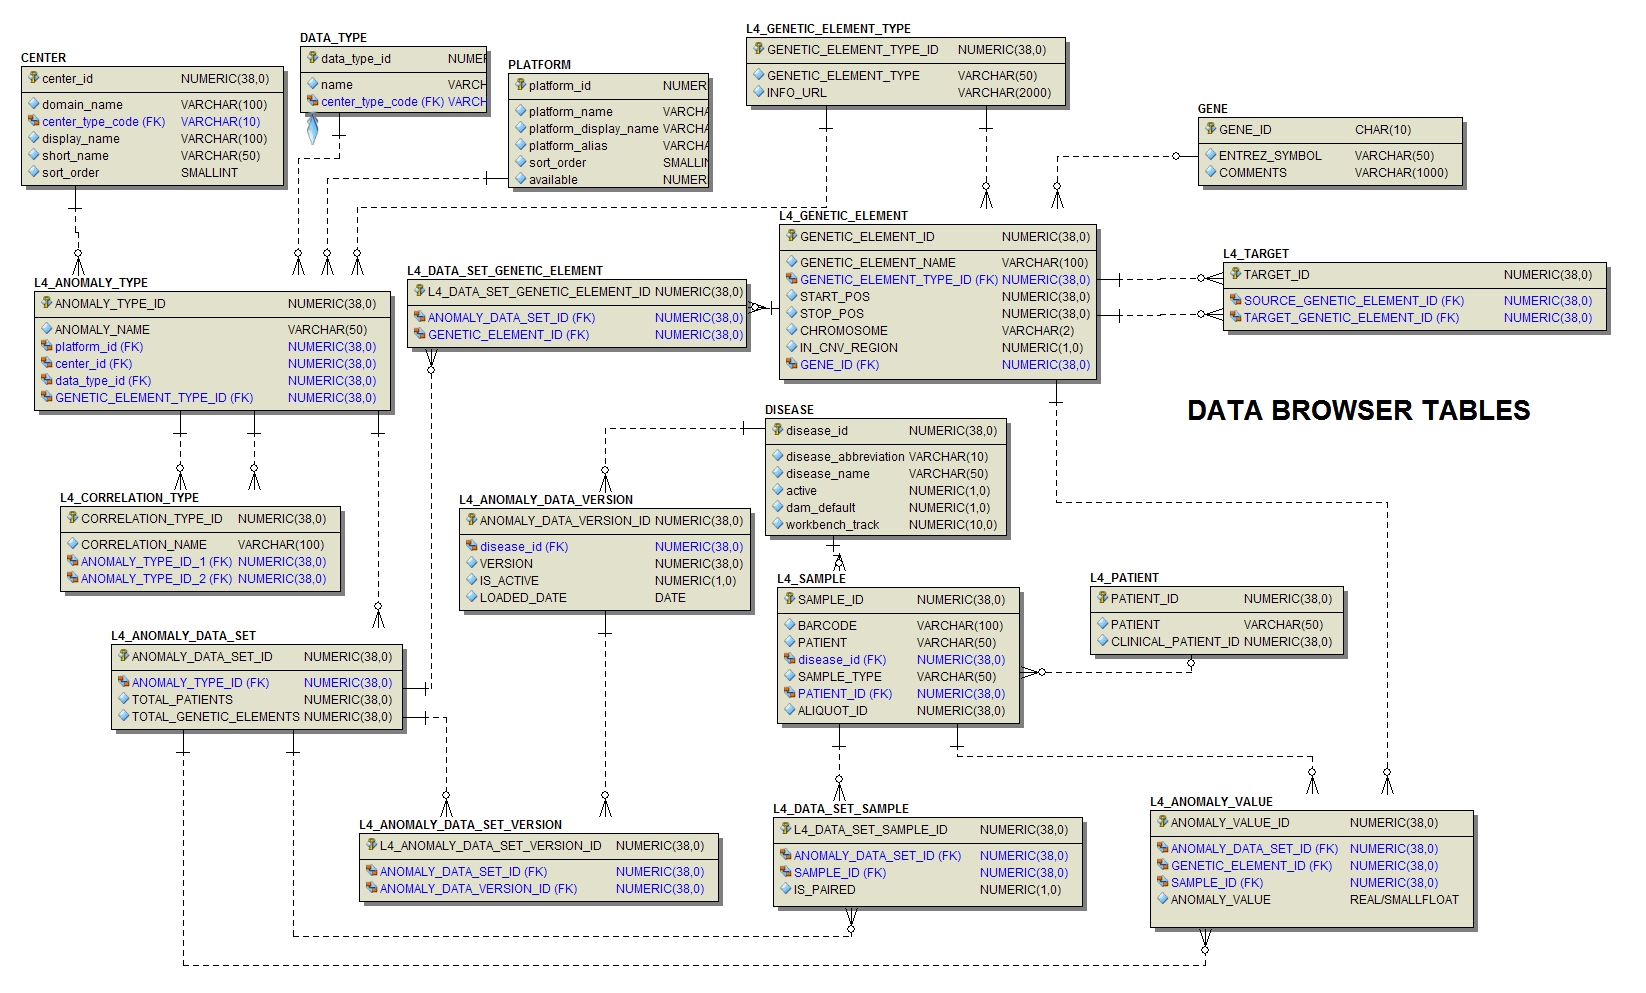 CENTER
center_id NUMERIC(38,0)
domain_name VARCHAR(100)
center_type_code (FK) VARCHAR(10)
display_name VARCHAR(100)
short_name VARCHAR(50)
sort_order SMALLINT
DATA_TYPE
data_type_id NUMER
name VARCH
center_type_code (FK) VARCH
PLATFORM
platform_id NUMER
platform_name VARCHA
platform_display_name VARCHA
platform_alias VARCHA
sort_order SMALLIN
available NUMER
L4_GENETIC_ELEMENT_TYPE
GENETIC_ELEMENT_TYPE_ID NUMERIC(38,0)
GENETIC_ELEMENT_TYPE VARCHAR(50)
INFO_URL VARCHAR(2000)
GENE
GENE_ID CHAR(10)
ENTREZ_SYMBOL VARCHAR(50)
COMMENTS VARCHAR(1000)
L4_ANOMALY_TYPE
ANOMALY_TYPE_ID NUMERIC(38,0)
ANOMALY_NAME VARCHAR(50)
platform_id (FK) NUMERIC(38,0)
center_id (FK) NUMERIC(38,0)
data_type_id (FK) NUMERIC(38,0)
GENETIC_ELEMENT_TYPE_ID (FK) NUMERIC(38,0)
L4_DATA_SET_GENETIC_ELEMENT
L4_DATA_SET_GENETIC_ELEMENT_ID NUMERIC(38,0)
ANOMALY_DATA_SET_ID (FK) NUMERIC(38,0)
GENETIC_ELEMENT_ID (FK) NUMERIC(38,0)
L4_GENETIC_ELEMENT
GENETIC_ELEMENT_ID NUMERIC(38,0)
GENETIC_ELEMENT_NAME VARCHAR(100)
GENETIC_ELEMENT_TYPE_ID (FK) NUMERIC(38,0)
START_POS NUMERIC(38,0)
STOP_POS NUMERIC(38,0)
CHROMOSOME VARCHAR(2)
IN_CNV_REGION NUMERIC(1,0)
GENE_ID (FK) NUMERIC(38,0)
L4_TARGET
TARGET_ID NUMERIC(38,0)
SOURCE_GENETIC_ELEMENT_ID (FK) NUMERIC(38,0)
TARGET_GENETIC_ELEMENT_ID (FK) NUMERIC(38,0)
DATA BROWSER TABLES
DISEASE
disease_id NUMERIC(38,0)
disease_abbreviation VARCHAR(10)
disease_name VARCHAR(50)
active NUMERIC(1,0)
dam_default NUMERIC(1,0)
workbench_track NUMERIC(10,0)
L4_CORRELATION_TYPE
CORRELATION_TYPE_ID NUMERIC(38,0)
CORRELATION_NAME VARCHAR(100)
ANOMALY_TYPE_ID_1 (FK) NUMERIC(38,0)
ANOMALY_TYPE_ID_2 (FK) NUMERIC(38,0)
L4_ANOMALY_DATA_VERSION
ANOMALY_DATA_VERSION_ID NUMERIC(38,0)
disease_id (FK) NUMERIC(38,0)
VERSION NUMERIC(38,0)
IS_ACTIVE NUMERIC(1,0)
LOADED_DATE DATE
L4_SAMPLE
SAMPLE_ID NUMERIC(38,0)
BARCODE VARCHAR(100)
PATIENT VARCHAR(50)
disease_id (FK) NUMERIC(38,0)
SAMPLE_TYPE VARCHAR(50)
PATIENT_ID (FK) NUMERIC(38,0)
ALIQUOT_ID NUMERIC(38,0)
L4_PATIENT
PATIENT_ID NUMERIC(38,0)
PATIENT VARCHAR(50)
CLINICAL_PATIENT_ID NUMERIC(38,0)
L4_ANOMALY_DATA_SET
ANOMALY_DATA_SET_ID NUMERIC(38,0)
ANOMALY_TYPE_ID (FK) NUMERIC(38,0)
TOTAL_PATIENTS NUMERIC(38,0)
TOTAL_GENETIC_ELEMENTS NUMERIC(38,0)
L4_ANOMALY_DATA_SET_VERSION
L4_ANOMALY_DATA_SET_VERSION_ID NUMERIC(38,0)
ANOMALY_DATA_SET_ID (FK) NUMERIC(38,0)
ANOMALY_DATA_VERSION_ID (FK) NUMERIC(38,0)
L4_DATA_SET_SAMPLE
L4_DATA_SET_SAMPLE_ID NUMERIC(38,0)
ANOMALY_DATA_SET_ID (FK) NUMERIC(38,0)
SAMPLE_ID (FK) NUMERIC(38,0)
IS_PAIRED NUMERIC(1,0)
L4_ANOMALY_VALUE
ANOMALY_VALUE_ID NUMERIC(38,0)
ANOMALY_DATA_SET_ID (FK) NUMERIC(38,0)
GENETIC_ELEMENT_ID (FK) NUMERIC(38,0)
SAMPLE_ID (FK) NUMERIC(38,0)
ANOMALY_VALUE REAL/SMALLFLOAT